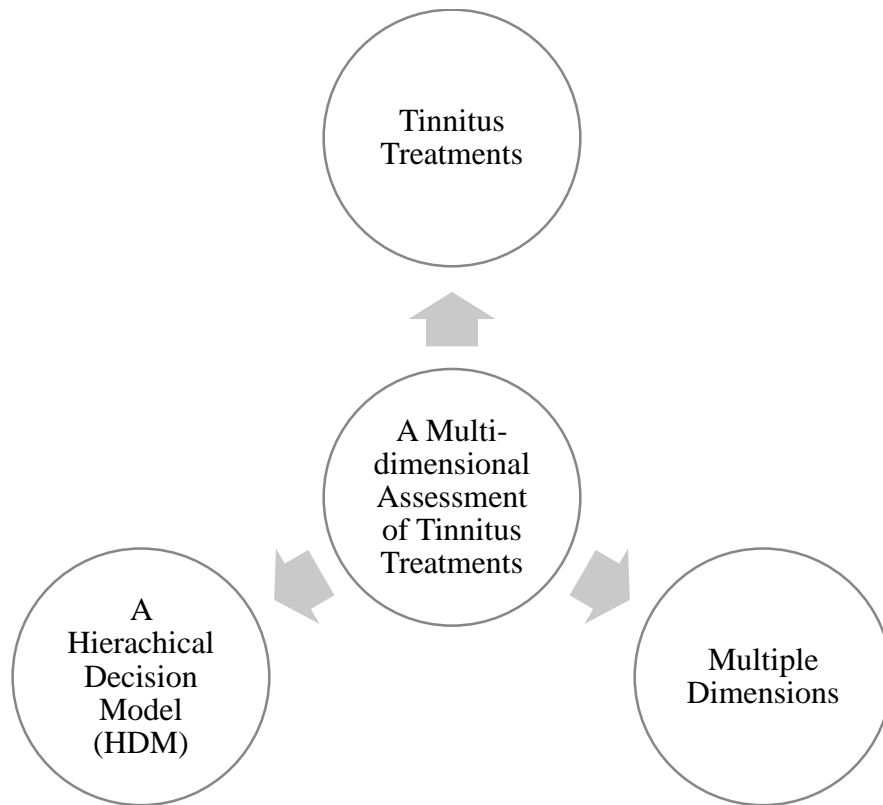 Tinnitus
Treatments
A Multi-
dimensional
Assessment
of Tinnitus
Treatments
A
Hierachical
Decision
Model
(HDM)
Multiple
Dimensions